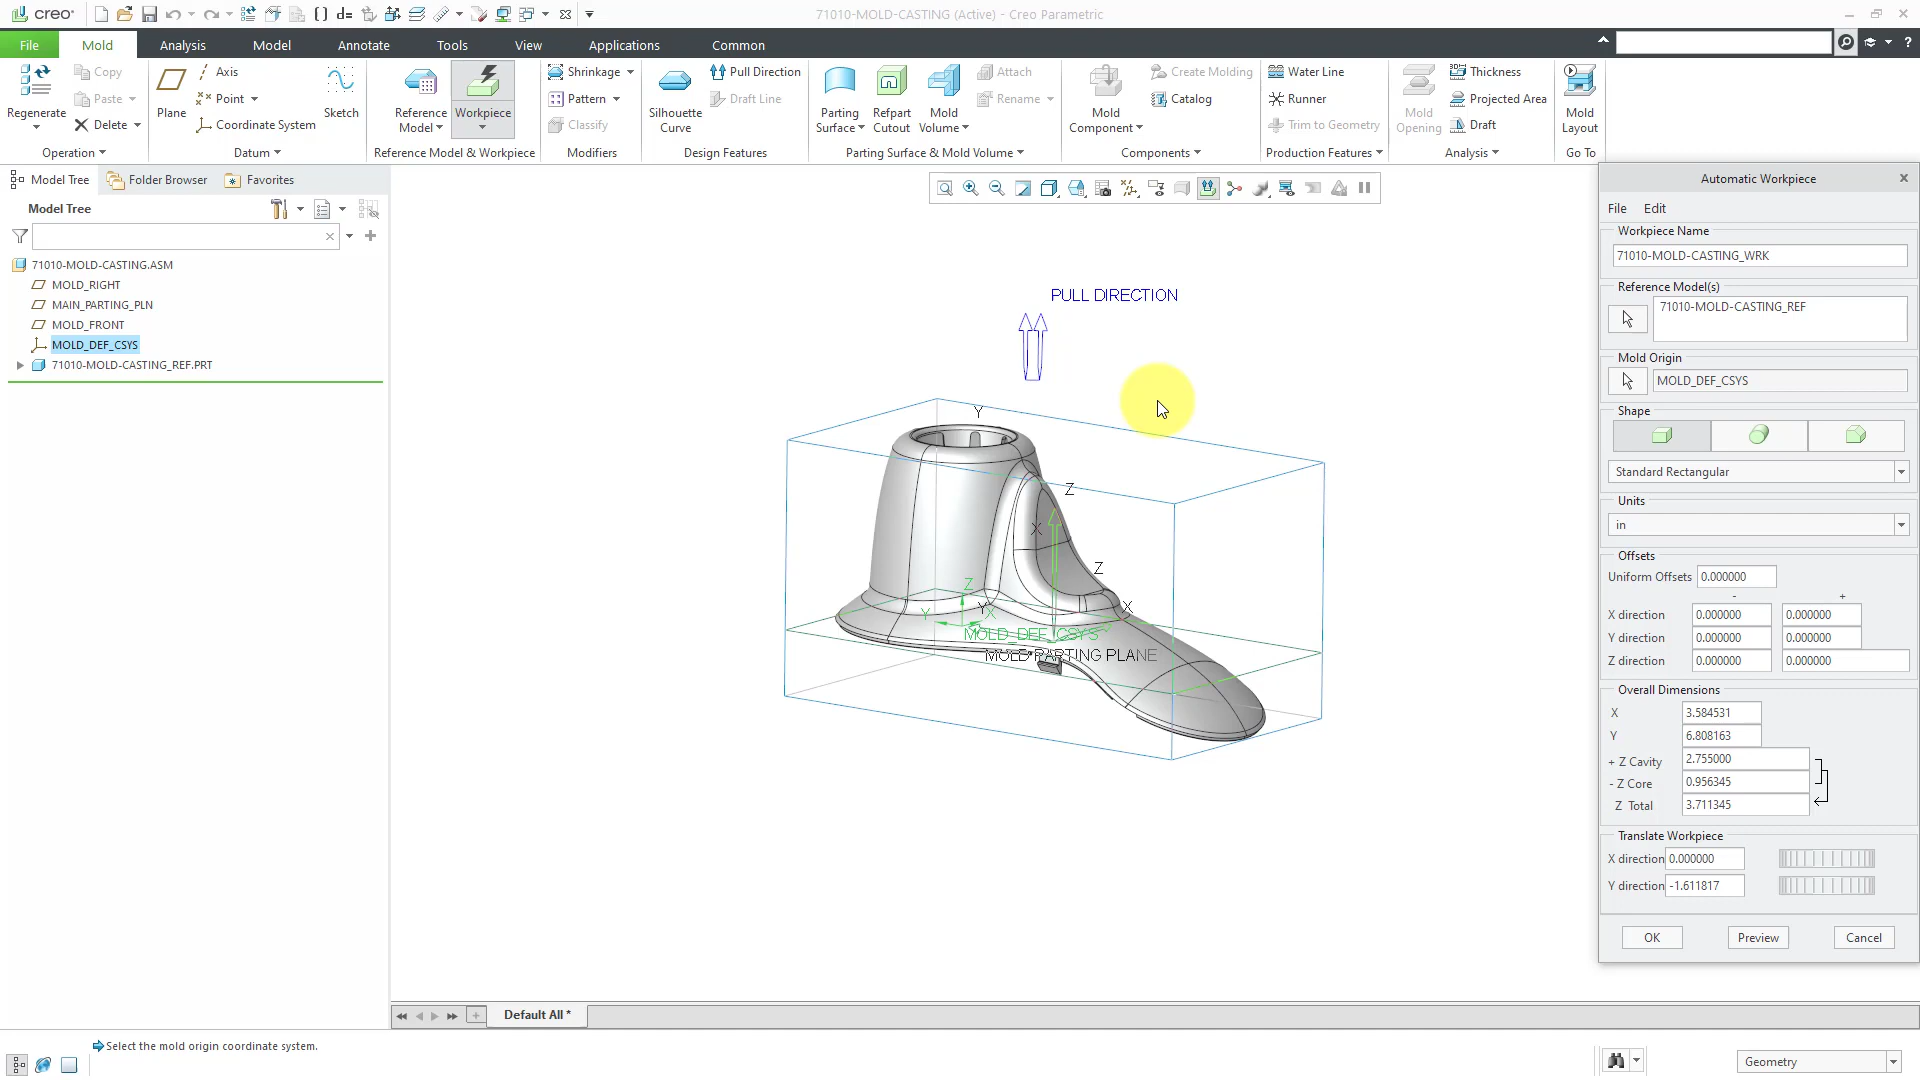 creo
71010-MOLD-CASTING (Active) - Creo Parametric
File
Mold
Analysis
Model
Annotate
Tools
View
Applications
Common
Regenerate
Copy
Paste
Delete
Operation
Plane
Axis
Point
Coordinate System
Sketch
Datum
Reference
Model
Workpiece
Reference Model & Workpiece
Shrinkage
Pattern
Classify
Modifiers
Silhouette
Curve
Pull Direction
Draft Line
Design Features
Parting
Surface
Refpart
Cutout
Mold
Volume
Attach
Rename
Parting Surface & Mold Volume
Mold
Component
Create Molding
Catalog
Components
Water Line
Runner
Trim to Geometry
Production Features
Mold
Opening
Thickness
Projected Area
Draft
Analysis
Mold
Layout
Go To
Model Tree
Folder Browser
Favorites
Model Tree
71010-MOLD-CASTING.ASM
MOLD_RIGHT
MAIN_PARTING_PLN
MOLD_FRONT
MOLD_DEF_CSYS
71010-MOLD-CASTING_REF.PRT
PULL DIRECTION
Y
Z
X
Z
X
Z
Y
Y
X
MOLD_DEF_CSYS
MOLD PARTING PLANE
Automatic Workpiece
File
Edit
Workpiece Name
71010-MOLD-CASTING_WRK
Reference Model(s)
71010-MOLD-CASTING_REF
Mold Origin
MOLD_DEF_CSYS
Shape
Standard Rectangular
Units
in
Offsets
Uniform Offsets 0.000000
- +
X direction 0.000000 0.000000
Y direction 0.000000 0.000000
Z direction 0.000000 0.000000
Overall Dimensions
X 3.584531
Y 6.808163
+ Z Cavity 2.755000
- Z Core 0.956345
Z Total 3.711345
Translate Workpiece
X direction 0.000000
Y direction -1.611817
OK
Preview
Cancel
Default All *
Select the mold origin coordinate system.
Geometry